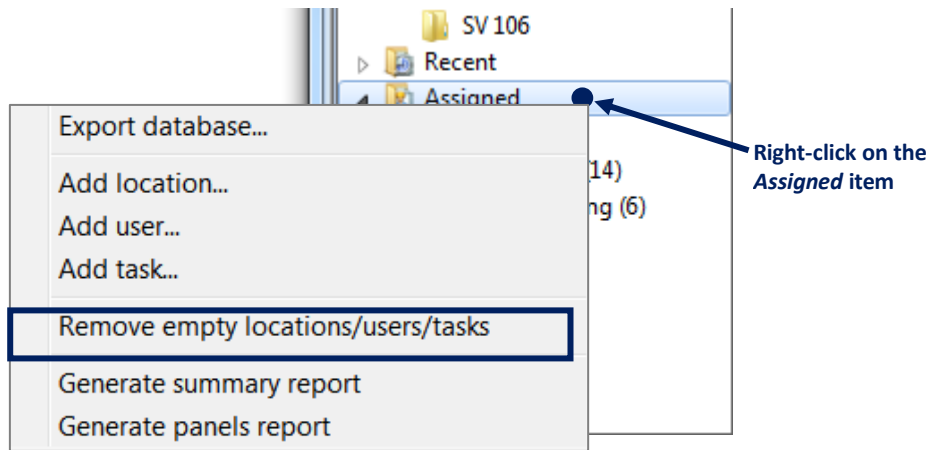 SV 106
Recent
Assigned
Export database...
Add location...
Add user...
Add task...
Remove empty locations/users/tasks
Generate summary report
Generate panels report
(14)
ng (6)
Right-click on the
Assigned item